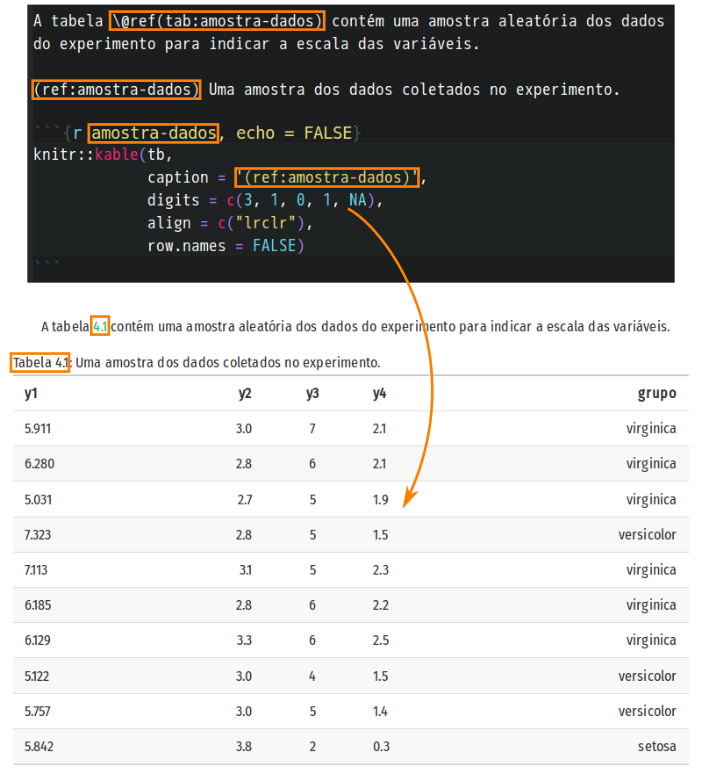 A tabela \@ref(tab:amostra-dados) contém uma amostra aleatória dos dados
do experimento para indicar a escala das variáveis.
(ref:amostra-dados) Uma amostra dos dados coletados no experimento.
```{r amostra-dados, echo = FALSE}
knitr::kable(tb,
caption = '(ref:amostra-dados)',
digits = c(3, 1, 0, 1, NA),
align = c("lrclr"),
row.names = FALSE)
```
A tabela 4.1 contém uma amostra aleatória dos dados do experimento para indicar a escala das variáveis.
Tabela 4.1: Uma amostra dos dados coletados no experimento.
y1 y2 y3 y4 grupo
5.911 3.0 7 2.1 virginica
6.280 2.8 6 2.1 virginica
5.031 2.7 5 1.9 virginica
7.323 2.8 5 1.5 versicolor
7.113 3.1 5 2.3 virginica
6.185 2.8 6 2.2 virginica
6.129 3.3 6 2.5 virginica
5.122 3.0 4 1.5 versicolor
5.757 3.0 5 1.4 versicolor
5.842 3.8 2 0.3 setosa